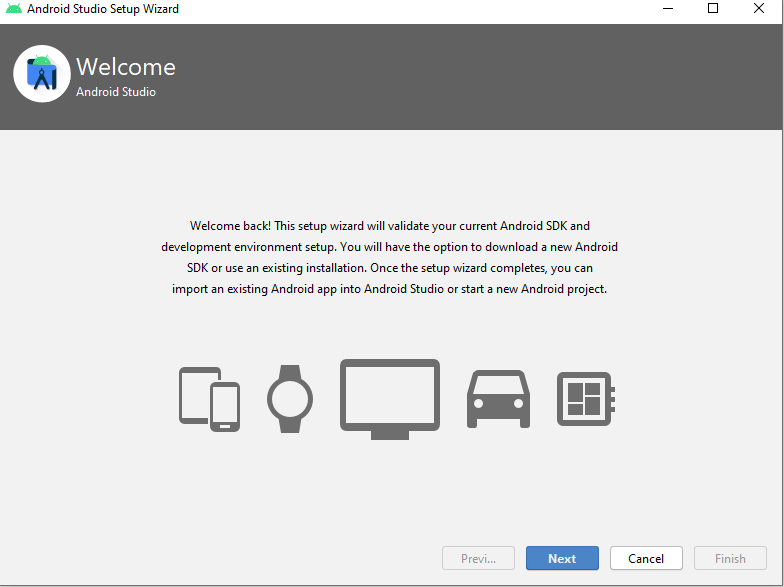 Android Studio Setup Wizard
Welcome
Android Studio
Welcome back! This setup wizard will validate your current Android SDK and
development environment setup. You will have the option to download a new Android
SDK or use an existing installation. Once the setup wizard completes, you can
import an existing Android app into Android Studio or start a new Android project.
Previ... Next Cancel Finish